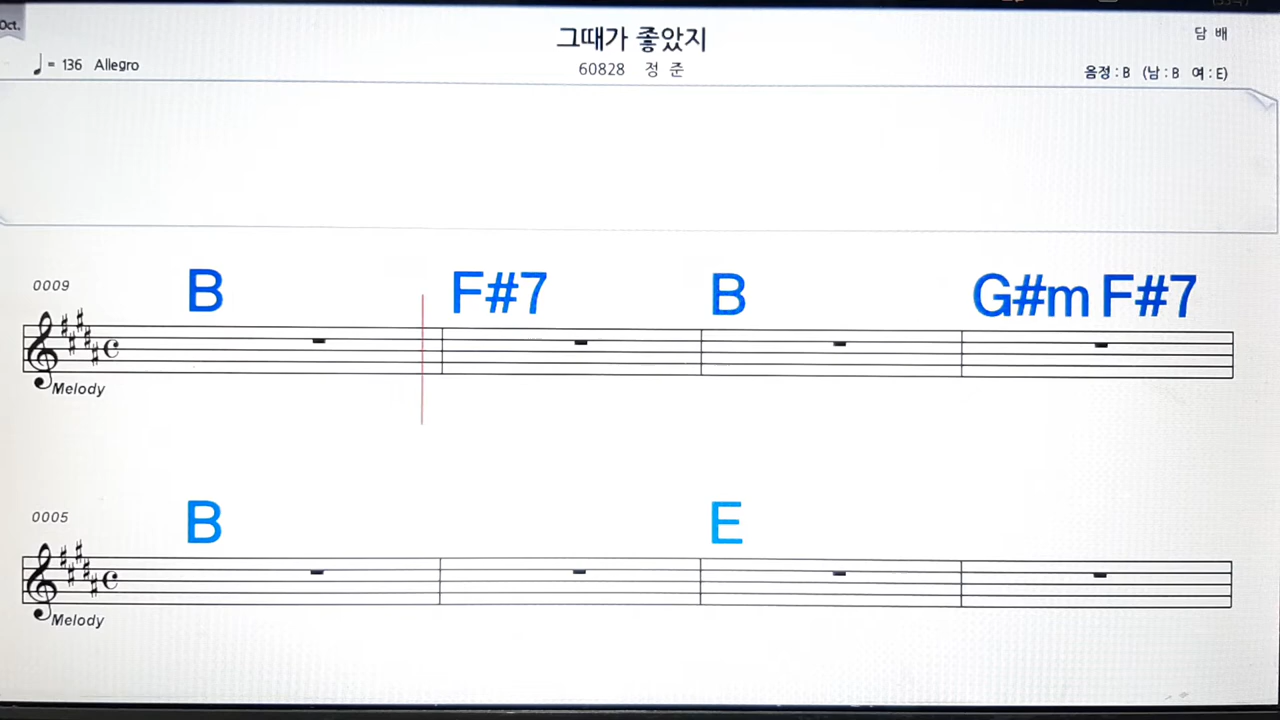 Oct.
그때가 좋았지
담 배
♩= 136 Allegro
60828 정 준
음정 : B (남 : B 여 : E)
0009
B F#7 B G#m F#7
Melody
0005
B E
Melody